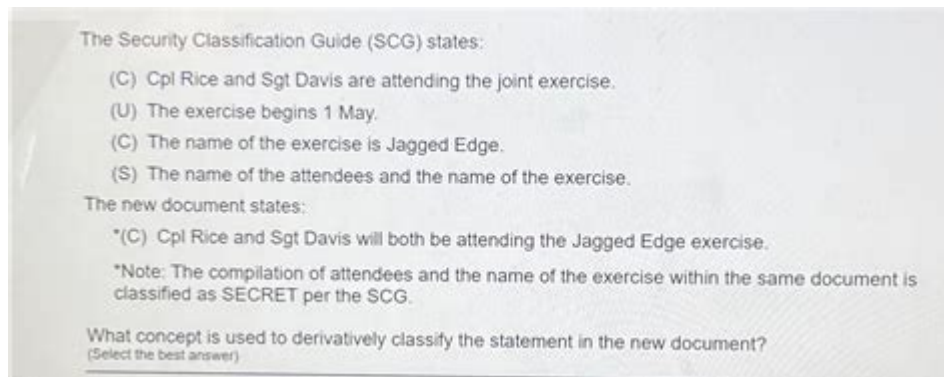 The Security Classification Guide (SCG) states:
(C) Cpl Rice and Sgt Davis are attending the joint exercise.
(U) The exercise begins 1 May.
(C) The name of the exercise is Jagged Edge.
(S) The name of the attendees and the name of the exercise.
The new document states:
*(C) Cpl Rice and Sgt Davis will both be attending the Jagged Edge exercise.
*Note: The compilation of attendees and the name of the exercise within the same document is
classified as SECRET per the SCG.
What concept is used to derivatively classify the statement in the new document?
(Select the best answer)